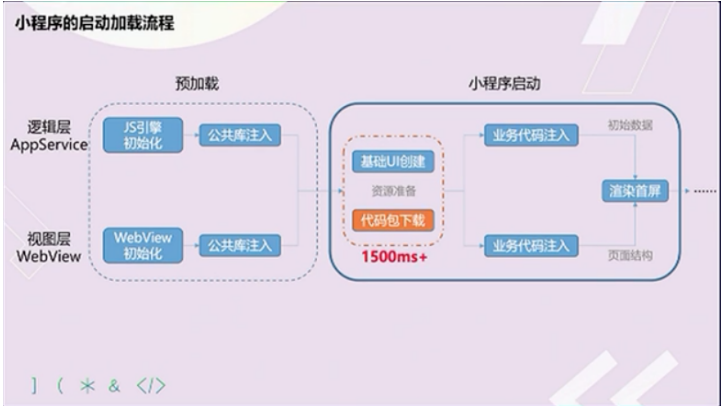 小程序的启动加载流程
预加载
小程序启动
逻辑层
AppService
JS引擎
初始化
公共库注入
基础UI创建
资源准备
代码包下载
1500ms+
业务代码注入
初始数据
渲染首屏
......
视图层
WebView
WebView
初始化
公共库注入
业务代码注入
页面结构
] ( * & </>